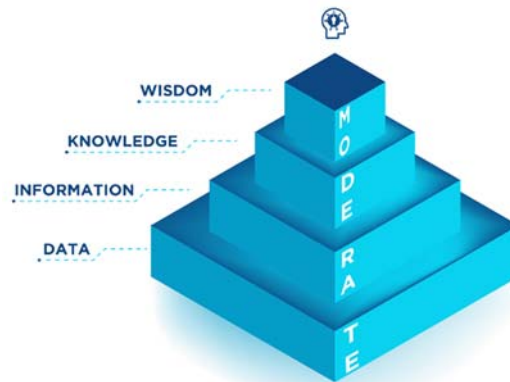 WISDOM
KNOWLEDGE
INFORMATION
DATA
MODERATE